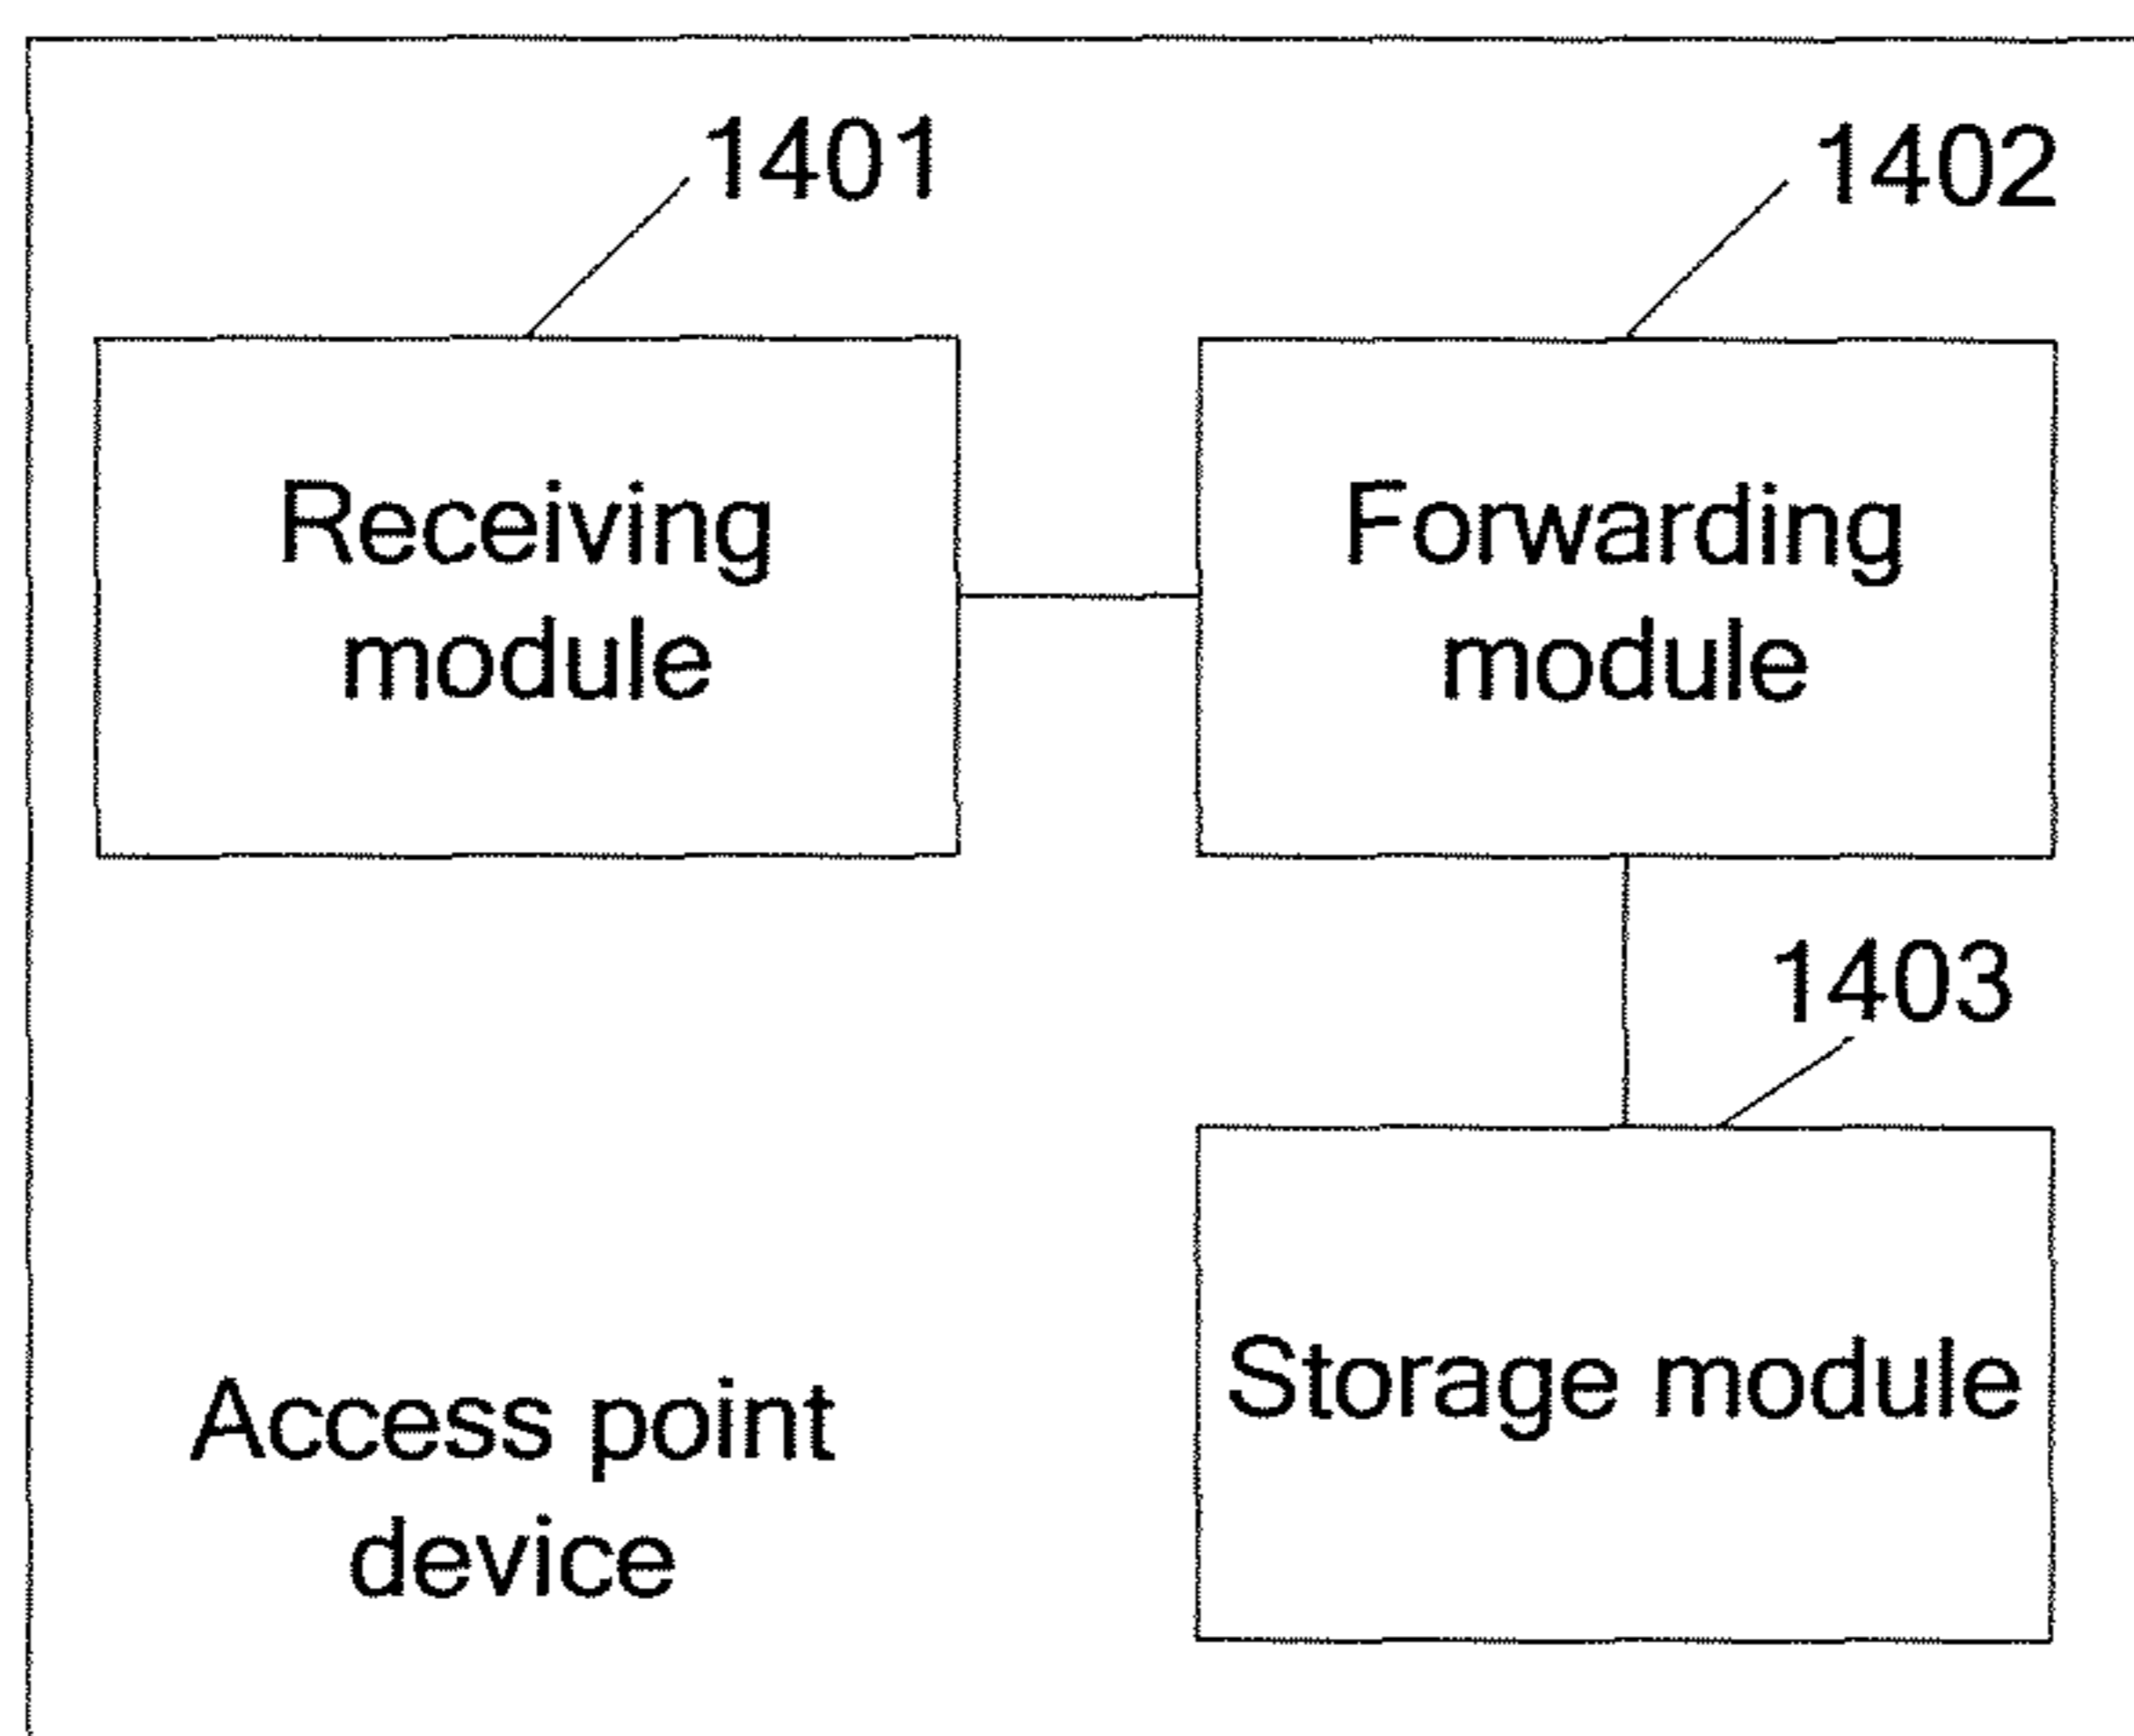 1401
1402
Receiving
module
Forwarding
module
1403
Storage module
Access point
device